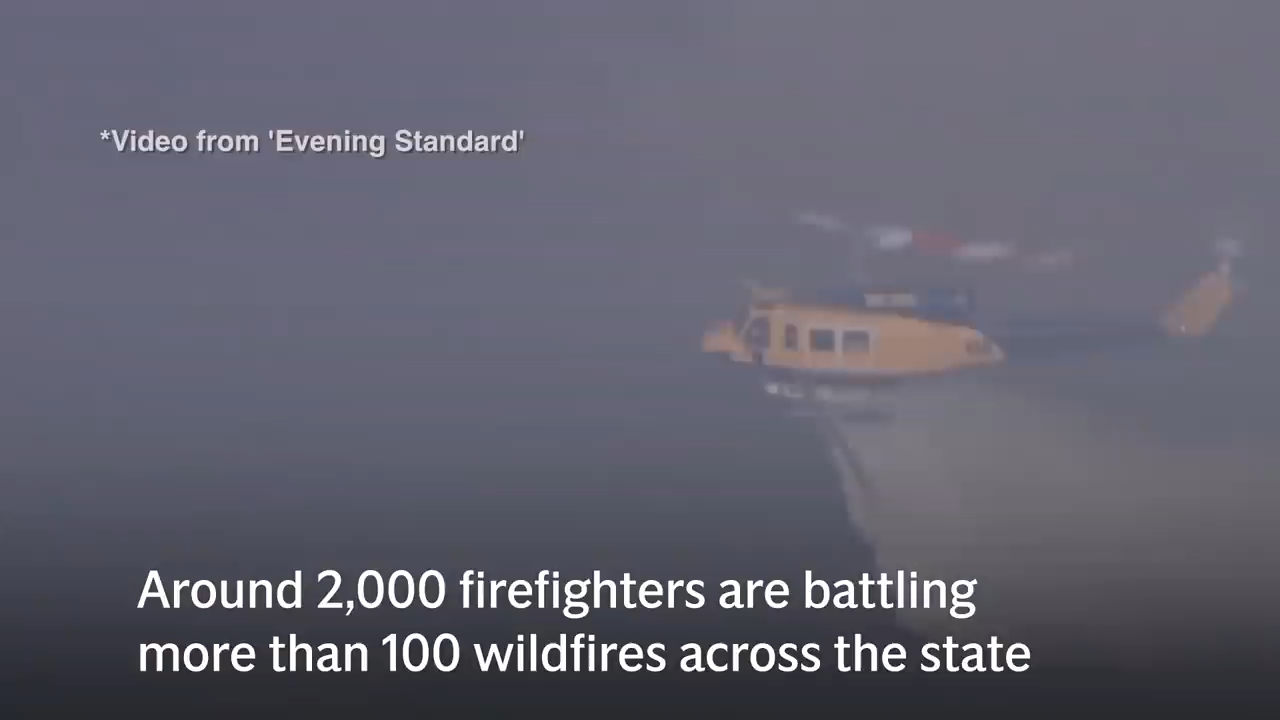 *Video from 'Evening Standard'
Around 2,000 firefighters are battling
more than 100 wildfires across the state